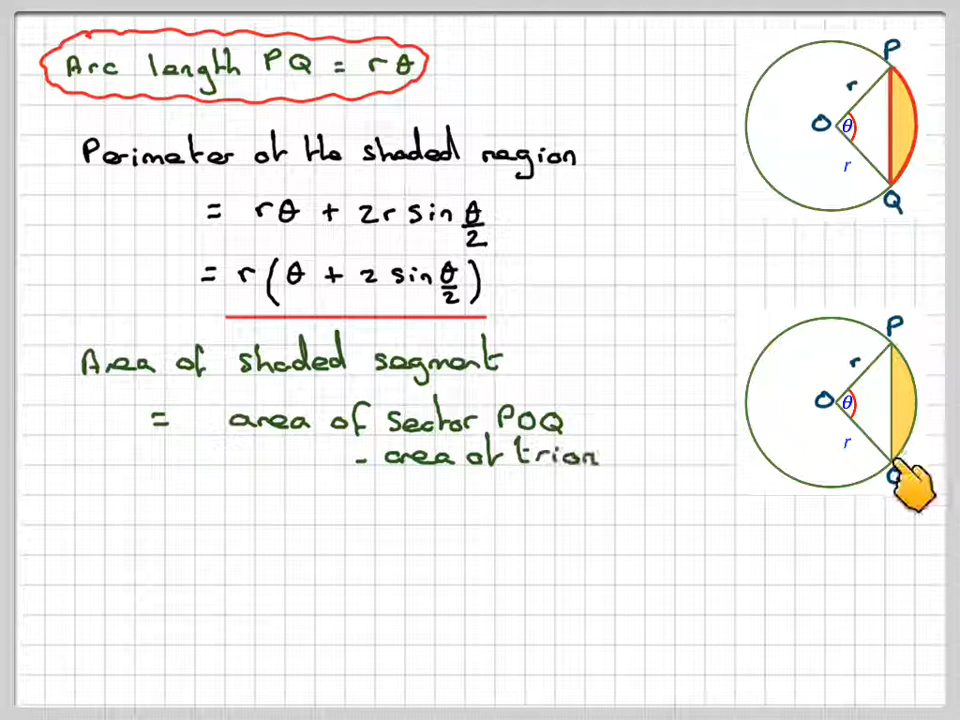 Arc length PQ = rθ
Perimeter of the shaded region
= rθ + 2r sin θ/2
= r(θ + 2 sin θ/2)
Area of shaded segment
= area of sector POQ
- area of trian
P
r
O θ
r
Q
P
r
O θ
r
Q